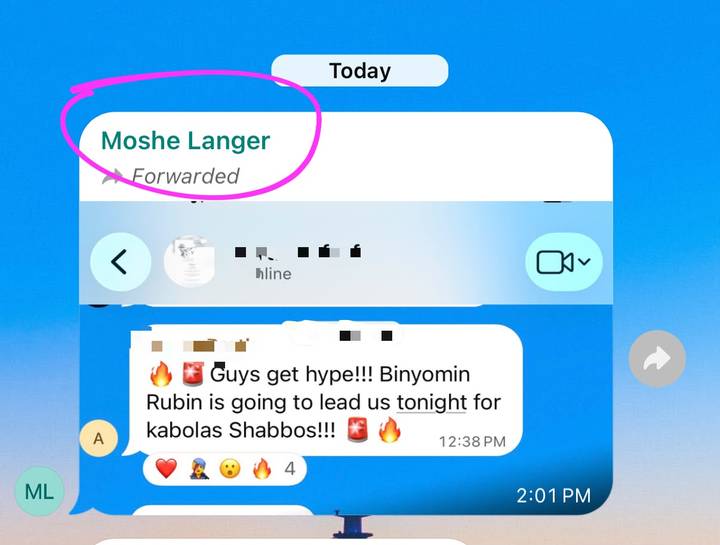 Today
Moshe Langer
Forwarded
A
🔥 🚨 Guys get hype!!! Binyomin
Rubin is going to lead us tonight for
kabolas Shabbos!!! 🚨 🔥
12:38 PM
❤️ 😮 🔥 4
ML
2:01 PM